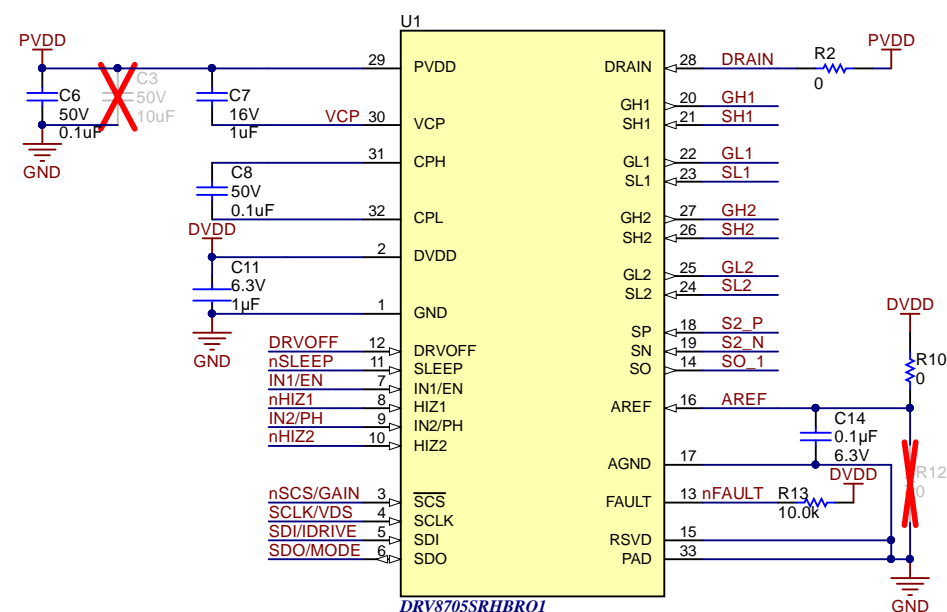 U1
PVDD
C6
50V
0.1uF
GND
C3
50V
10uF
C7
16V
1uF
VCP
C8
50V
0.1uF
DVDD
C11
6.3V
1µF
GND
29 PVDD
30 VCP
31 CPH
32 CPL
2 DVDD
1 GND
DRVOFF 12 DRVOFF
nSLEEP 11 SLEEP
IN1/EN 7 IN1/EN
nHIZ1 8 HIZ1
IN2/PH 9 IN2/PH
nHIZ2 10 HIZ2
nSCS/GAIN 3 SCS
SCLK/VDS 4 SCLK
SDI/IDRIVE 5 SDI
SDO/MODE 6 SDO
DRAIN 28 DRAIN
R2
0
PVDD
GH1 20 GH1
SH1 21 SH1
GL1 22 GL1
SL1 23 SL1
GH2 27 GH2
SH2 26 SH2
GL2 25 GL2
SL2 24 SL2
SP 18 S2_P
SN 19 S2_N
SO 14 SO_1
AREF 16 AREF
AGND 17
FAULT 13 nFAULT
RSVD 15
PAD 33
DVDD
R10
0
C14
0.1µF
6.3V
DVDD
R13
10.0k
R12
0
GND
DRV8705SRHBRQ1